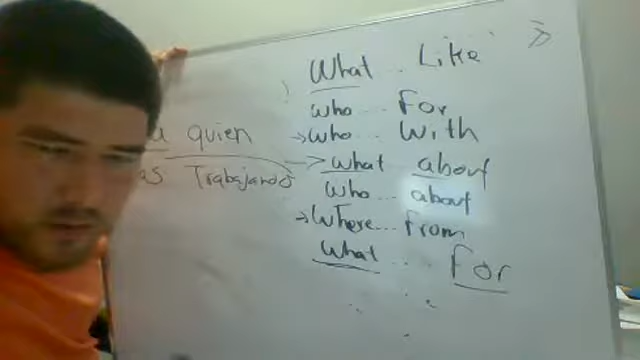 What .. Like
who ... For
who ... With
what about
who ... about
Where... from
What ... For
quien
Trabajando